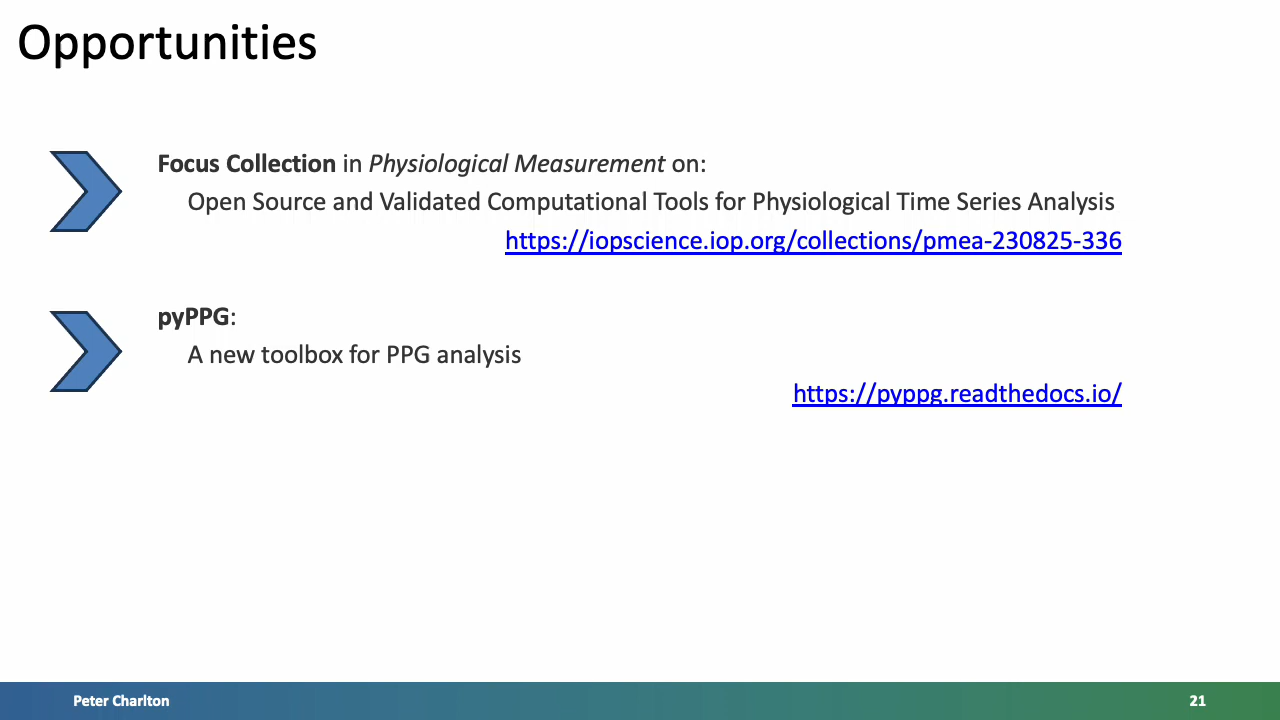 Opportunities
Focus Collection in Physiological Measurement on:
Open Source and Validated Computational Tools for Physiological Time Series Analysis
https://iopscience.iop.org/collections/pmea-230825-336
pyPPG:
A new toolbox for PPG analysis
https://pyppg.readthedocs.io/
Peter Charlton
21